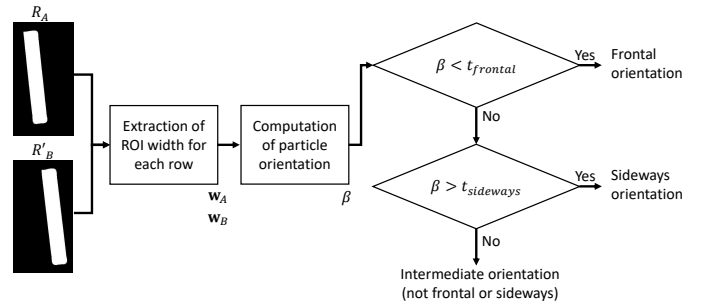 R_A
R'_B
Extraction of
ROI width for
each row
w_A
w_B
Computation
of particle
orientation
β
β < t_frontal
Yes
Frontal
orientation
No
β > t_sideways
Yes
Sideways
orientation
No
Intermediate orientation
(not frontal or sideways)